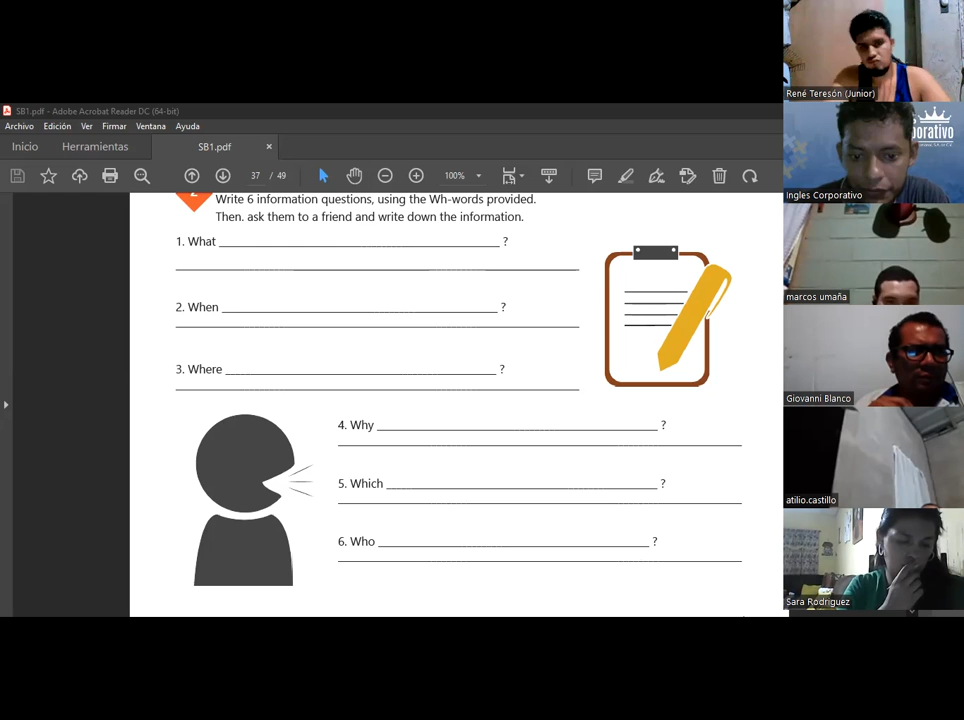 SB1.pdf - Adobe Acrobat Reader DC (64-bit)
Archivo Edición Ver Firmar Ventana Ayuda
Inicio Herramientas SB1.pdf ×
37 / 49 100%
Write 6 information questions, using the Wh-words provided.
Then. ask them to a friend and write down the information.
1. What ?
2. When ?
3. Where ?
4. Why ?
5. Which ?
6. Who ?
René Teresón (Junior)
porativo
Ingles Corporativo
marcos umaña
Giovanni Blanco
atilio.castillo
Sara Rodriguez